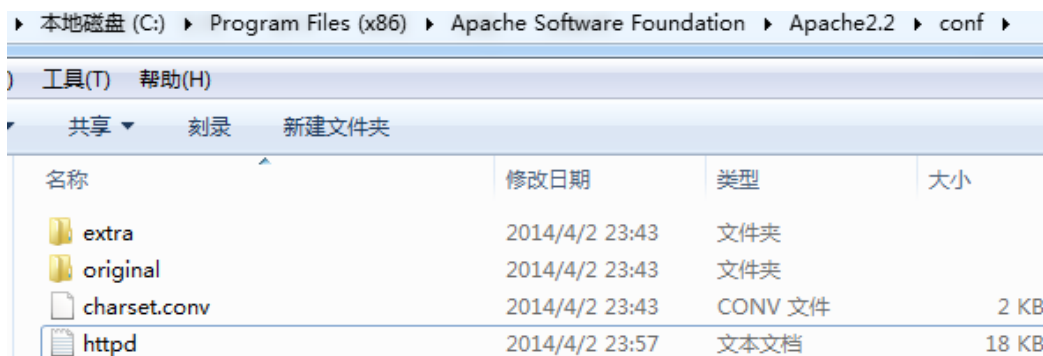 本地磁盘 (C:) Program Files (x86) Apache Software Foundation Apache2.2 conf
) 工具(T) 帮助(H)
共享 刻录 新建文件夹
名称 修改日期 类型 大小
extra 2014/4/2 23:43 文件夹
original 2014/4/2 23:43 文件夹
charset.conv 2014/4/2 23:43 CONV 文件 2 KB
httpd 2014/4/2 23:57 文本文档 18 KB